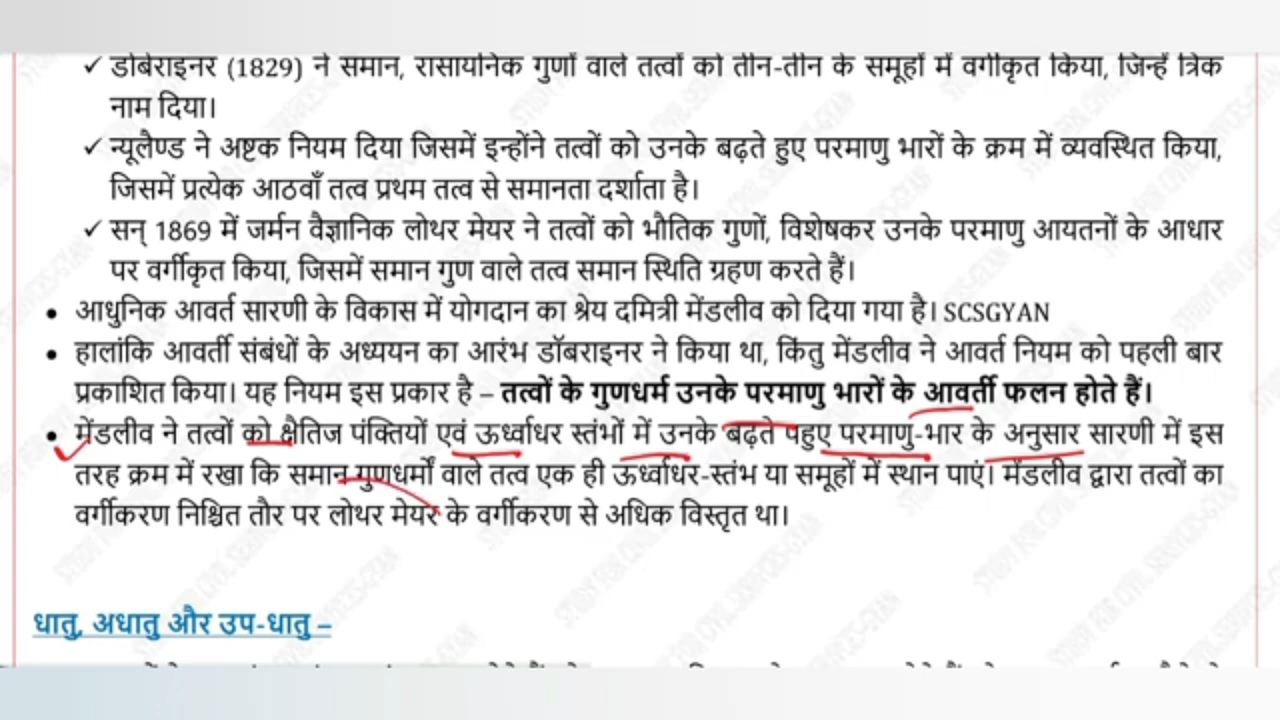 ✓ डॉबेराइनर (1829) ने समान, रासायनिक गुणों वाले तत्वों को तीन-तीन के समूहों में वर्गीकृत किया, जिन्हें त्रिक
नाम दिया।
✓ न्यूलैण्ड ने अष्टक नियम दिया जिसमें इन्होंने तत्वों को उनके बढ़ते हुए परमाणु भारों के क्रम में व्यवस्थित किया,
जिसमें प्रत्येक आठवाँ तत्व प्रथम तत्व से समानता दर्शाता है।
✓ सन् 1869 में जर्मन वैज्ञानिक लोथर मेयर ने तत्वों को भौतिक गुणों, विशेषकर उनके परमाणु आयतनों के आधार
पर वर्गीकृत किया, जिसमें समान गुण वाले तत्व समान स्थिति ग्रहण करते हैं।
• आधुनिक आवर्त सारणी के विकास में योगदान का श्रेय दमित्री मेंडलीव को दिया गया है। SCSGYAN
• हालांकि आवर्ती संबंधों के अध्ययन का आरंभ डॉबराइनर ने किया था, किंतु मेंडलीव ने आवर्त नियम को पहली बार
प्रकाशित किया। यह नियम इस प्रकार है – तत्वों के गुणधर्म उनके परमाणु भारों के आवर्ती फलन होते हैं।
• मेंडलीव ने तत्वों को क्षैतिज पंक्तियों एवं ऊर्ध्वाधर स्तंभों में उनके बढ़ते पहुए परमाणु-भार के अनुसार सारणी में इस
तरह क्रम में रखा कि समान गुणधर्मों वाले तत्व एक ही ऊर्ध्वाधर-स्तंभ या समूहों में स्थान पाएं। मेंडलीव द्वारा तत्वों का
वर्गीकरण निश्चित तौर पर लोथर मेयर के वर्गीकरण से अधिक विस्तृत था।
धातु, अधातु और उप-धातु –